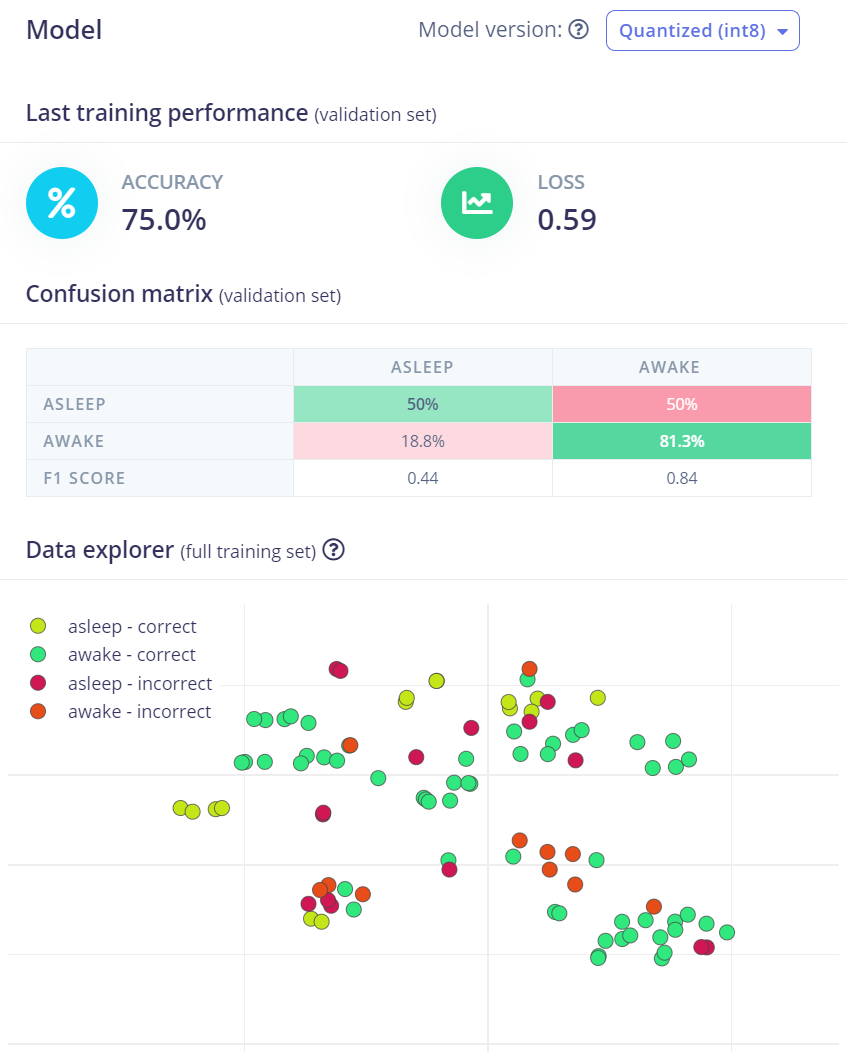 Model
Model version: ? Quantized (int8)
Last training performance (validation set)
% ACCURACY
75.0%
LOSS
0.59
Confusion matrix (validation set)
ASLEEP AWAKE
ASLEEP 50% 50%
AWAKE 18.8% 81.3%
F1 SCORE 0.44 0.84
Data explorer (full training set) ?
asleep - correct
awake - correct
asleep - incorrect
awake - incorrect